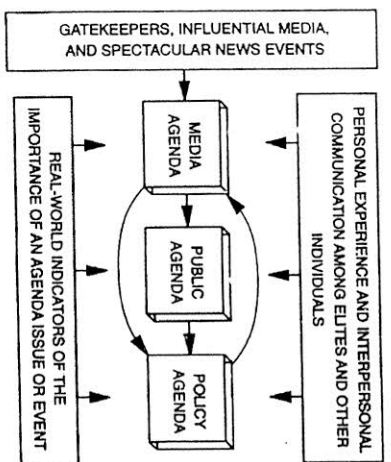 GATEKEEPERS, INFLUENTIAL MEDIA,
AND SPECTACULAR NEWS EVENTS
PERSONAL EXPERIENCE AND INTERPERSONAL
COMMUNICATION AMONG ELITES AND OTHER
INDIVIDUALS
MEDIA
AGENDA
PUBLIC
AGENDA
POLICY
AGENDA
REAL-WORLD INDICATORS OF THE
IMPORTANCE OF AN AGENDA ISSUE OR EVENT